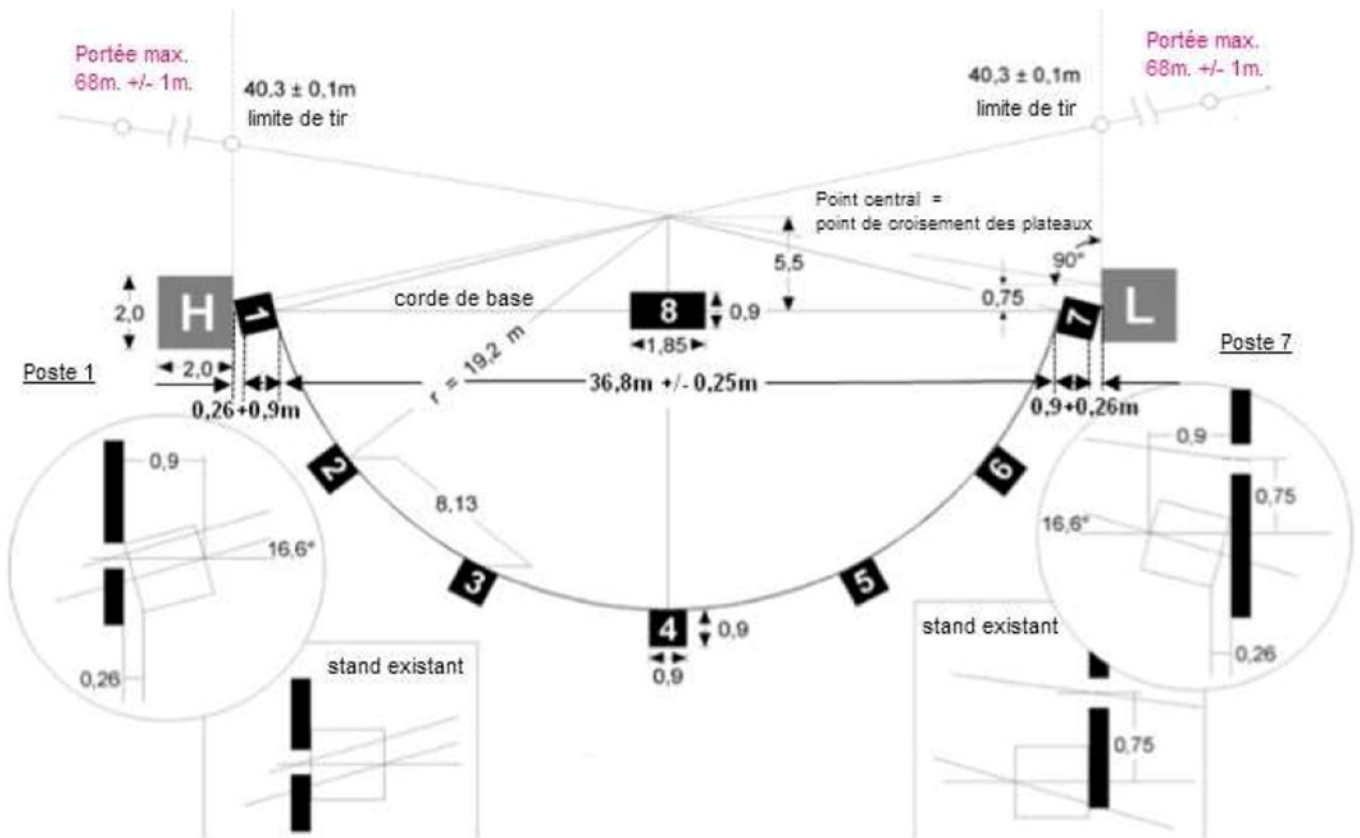 Portée max.
68m. +/- 1m.
40,3 ± 0,1m
limite de tir
40,3 ± 0,1m
limite de tir
Portée max.
68m. +/- 1m.
Point central =
point de croisement des plateaux
5,5
90°
0,75
H
2,0
2,0
1
corde de base
8
0,9
1,85
7
L
Poste 1
Poste 7
r = 19,2 m
36,8m +/- 0,25m
0,26+0,9m
0,9+0,26m
2
8,13
6
3
4
0,9
0,9
5
0,9
16,6°
0,26
0,9
0,75
16,6°
0,26
stand existant
stand existant
0,75